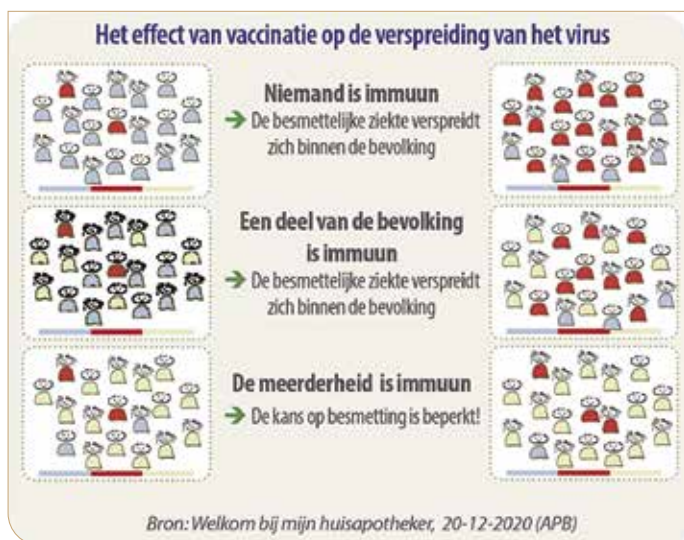 Het effect van vaccinatie op de verspreiding van het virus
Niemand is immuun
➔ De besmettelijke ziekte verspreidt
zich binnen de bevolking
Een deel van de bevolking
is immuun
➔ De besmettelijke ziekte verspreidt
zich binnen de bevolking
De meerderheid is immuun
➔ De kans op besmetting is beperkt!
Bron: Welkom bij mijn huisapotheker, 20-12-2020 (APB)